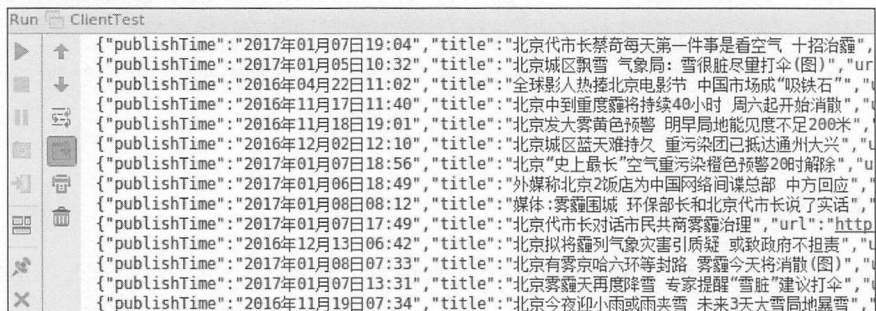 Run ClientTest
{"publishTime":"2017年01月07日19:04","title":"北京代市长蔡奇每天第一件事是看空气 十招治霾",
{"publishTime":"2017年01月05日10:32","title":"北京城区飘雪 气象局：雪很脏尽量打伞(图)","ur
{"publishTime":"2016年04月22日11:02","title":"全球影人热捧北京电影节 中国市场成“吸铁石”","u
{"publishTime":"2016年11月17日11:40","title":"北京中到重度霾将持续40小时 周六起开始消散","u
{"publishTime":"2016年11月18日19:01","title":"北京发大雾黄色预警 明早局地能见度不足200米","
{"publishTime":"2016年12月02日12:10","title":"北京城区蓝天难持久 重污染团已抵达通州大兴","u
{"publishTime":"2017年01月07日18:56","title":"北京“史上最长”空气重污染橙色预警20时解除","u
{"publishTime":"2017年01月06日18:49","title":"外媒称北京2饭店为中国网络间谍总部 中方回应","
{"publishTime":"2017年01月08日08:12","title":"媒体:雾霾围城 环保部长和北京代市长说了实话","
{"publishTime":"2017年01月07日17:49","title":"北京代市长对话市民共商雾霾治理","url":"http
{"publishTime":"2016年12月13日06:42","title":"北京拟将霾列气象灾害引质疑 或致政府不担责","u
{"publishTime":"2017年01月08日07:33","title":"北京有雾京哈六环等封路 雾霾今天将消散(图)","u
{"publishTime":"2017年01月07日13:31","title":"北京雾霾天再度降雪 专家提醒“雪脏”建议打伞","u
{"publishTime":"2016年11月19日07:34","title":"北京今夜迎小雨或雨夹雪 未来3天大雪局地暴雪","